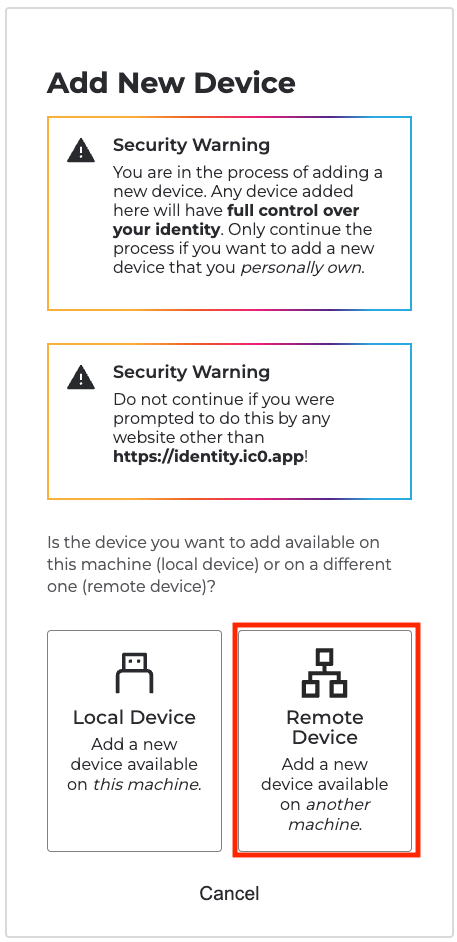 Add New Device
Security Warning
You are in the process of adding a
new device. Any device added
here will have full control over
your identity. Only continue the
process if you want to add a new
device that you personally own.
Security Warning
Do not continue if you were
prompted to do this by any
website other than
https://identity.ic0.app!
Is the device you want to add available on
this machine (local device) or on a different
one (remote device)?
Local Device
Add a new
device available
on this machine.
Remote
Device
Add a new
device available
on another
machine.
Cancel